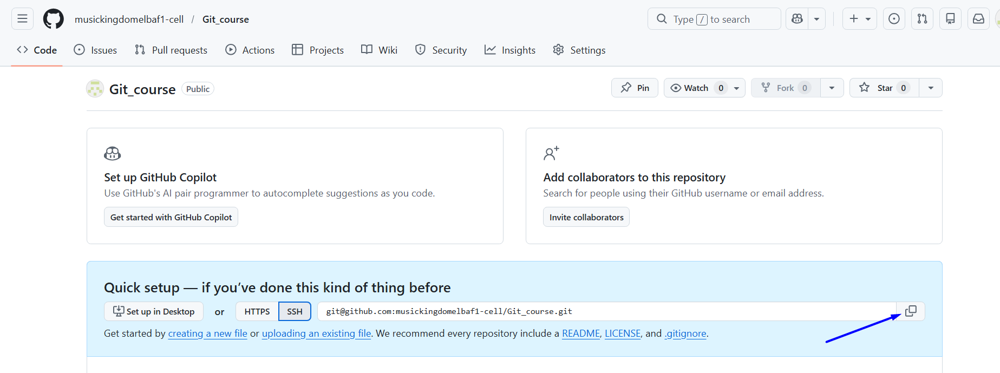 musickingdomelbaf1-cell / Git_course
Type / to search
Code Issues Pull requests Actions Projects Wiki Security Insights Settings
Git_course Public
Pin Watch 0 Fork 0 Star 0
Set up GitHub Copilot
Use GitHub's AI pair programmer to autocomplete suggestions as you code.
Get started with GitHub Copilot
Add collaborators to this repository
Search for people using their GitHub username or email address.
Invite collaborators
Quick setup — if you’ve done this kind of thing before
Set up in Desktop or HTTPS SSH git@github.com:musickingdomelbaf1-cell/Git_course.git
Get started by creating a new file or uploading an existing file. We recommend every repository include a README, LICENSE, and .gitignore.